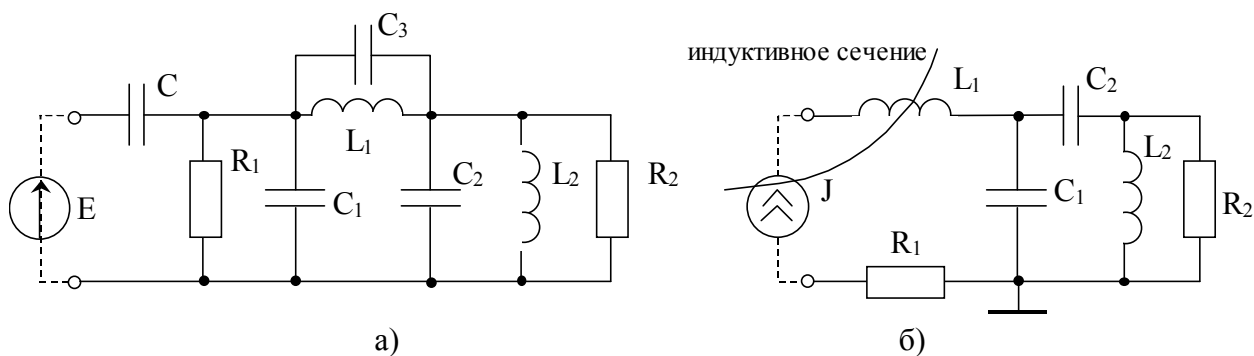 C₃
индуктивное сечение
C
L₁
C₂
R₁
L₁
L₂
E
C₁
C₂
L₂
R₂
J
C₁
R₂
R₁
а)
б)